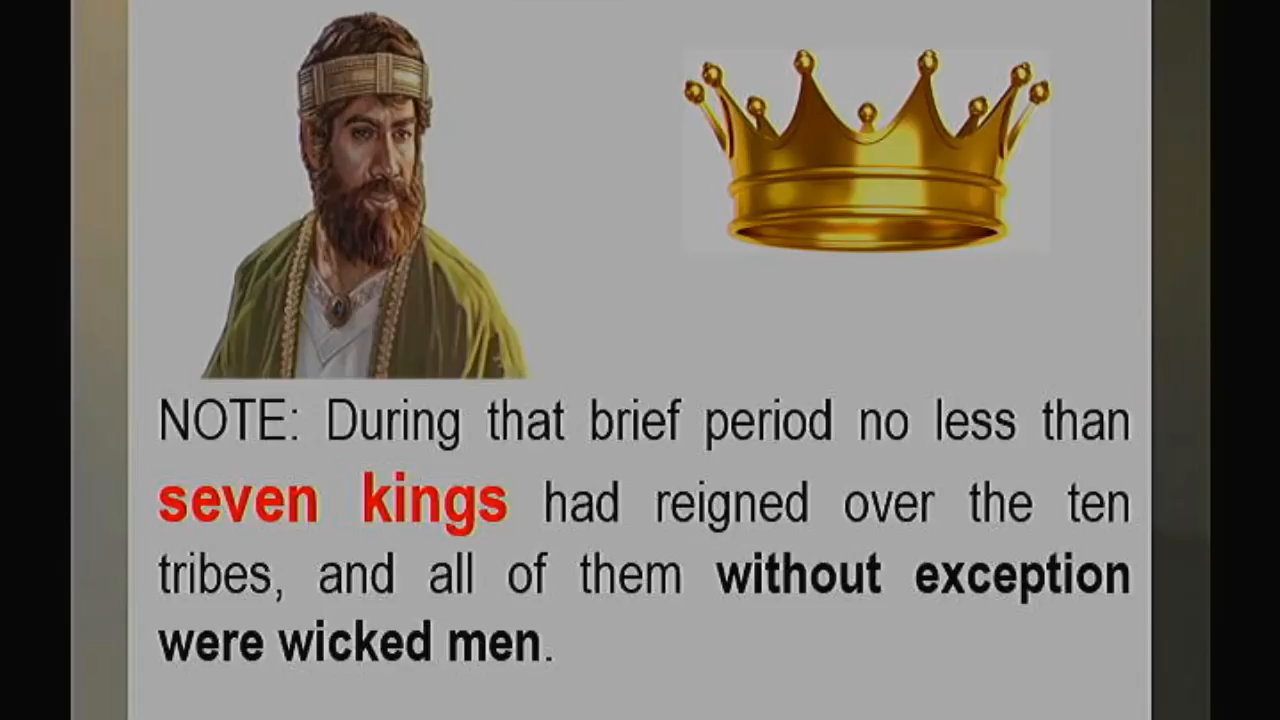 NOTE: During that brief period no less than
seven kings had reigned over the ten
tribes, and all of them without exception
were wicked men.